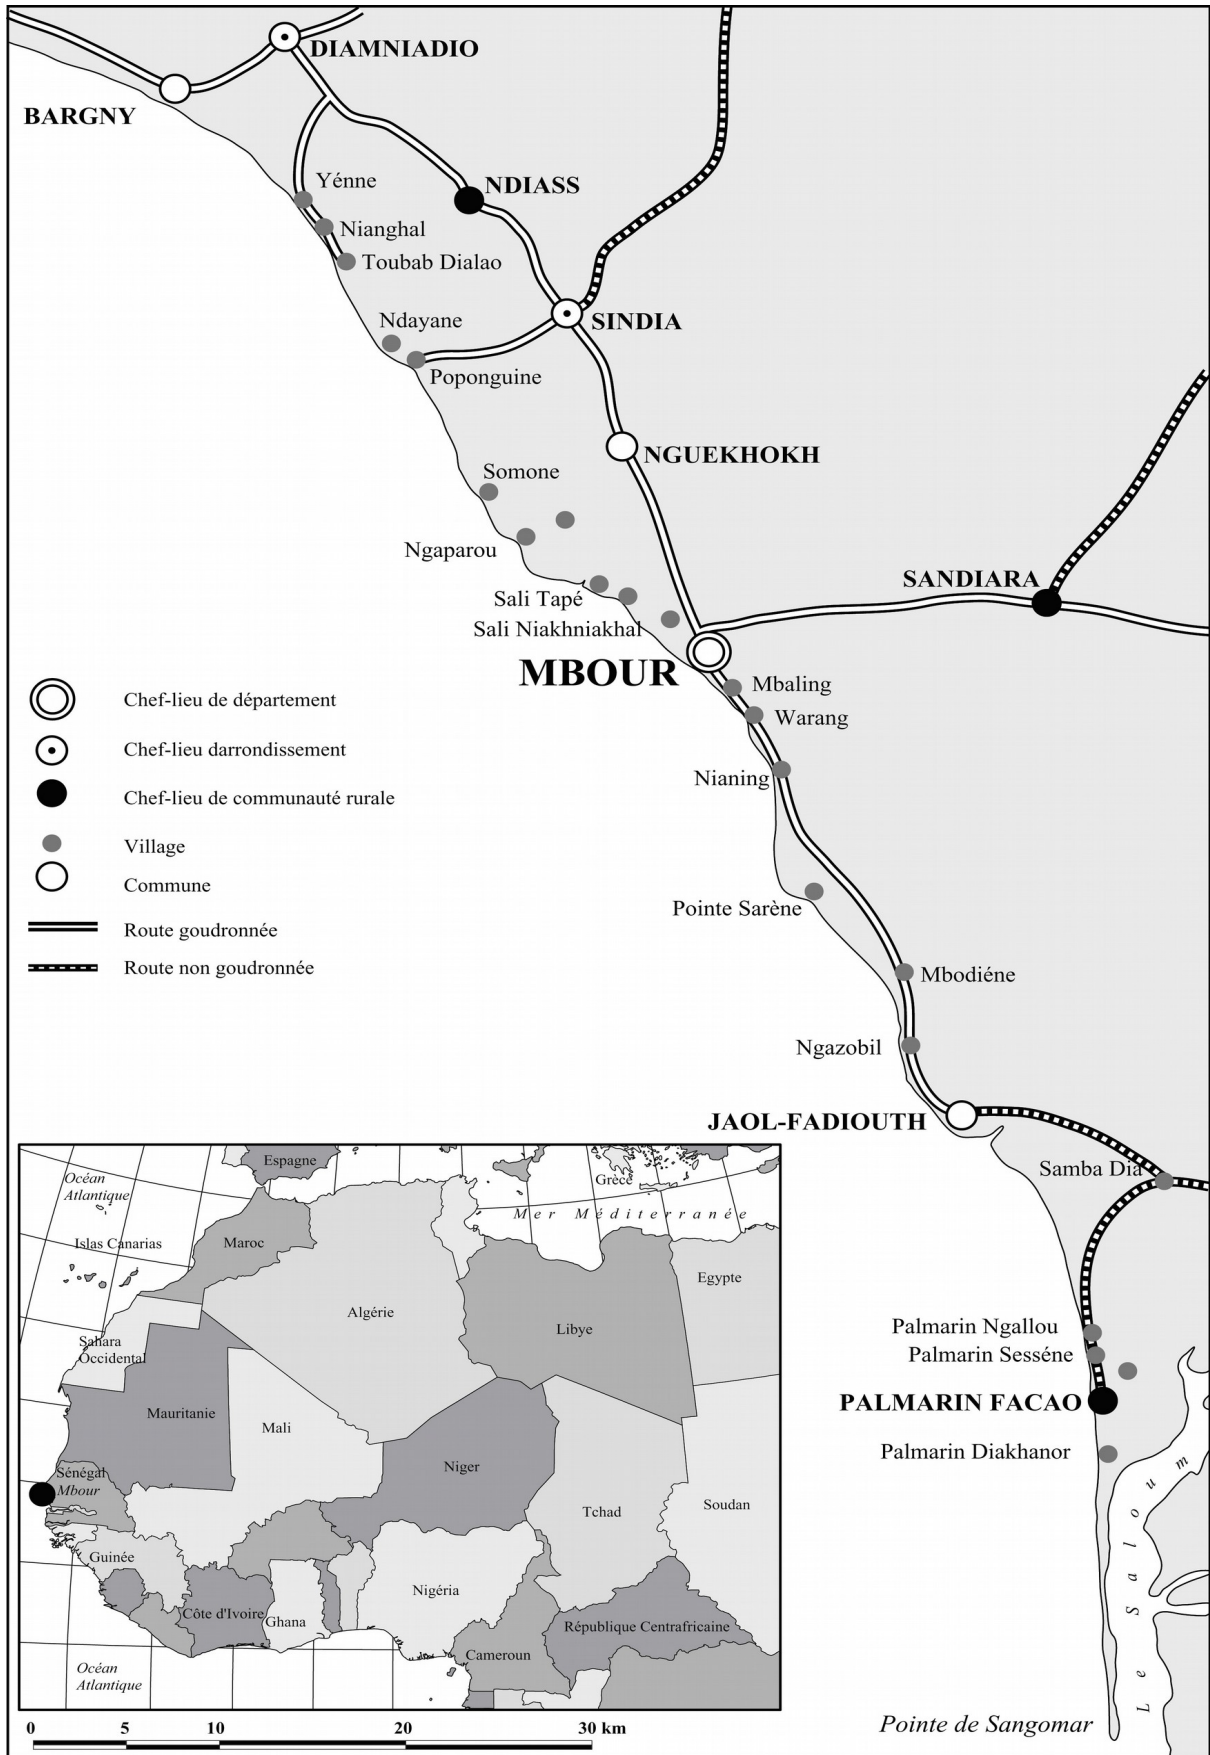 DIAMNIADIO
BARGNY
Yénne
NDIASS
Nianghal
Toubab Dialao
Ndayane
SINDIA
Poponguine
NGUEKHOKH
Somone
Ngaparou
SANDIARA
Sali Tapé
Sali Niakhniakhal
MBOUR
Mbaling
Warang
Nianing
Pointe Sarène
Mbodiéne
Ngazobil
JAOL-FADIOUTH
Samba Dia
Palmarin Ngallou
Palmarin Sesséne
PALMARIN FACAO
Palmarin Diakhanor
Le Saloum
Pointe de Sangomar
Chef-lieu de département
Chef-lieu darrondissement
Chef-lieu de communauté rurale
Village
Commune
Route goudronnée
Route non goudronnée
Espagne
Grèce
Océan
Atlantique
Mer Méditerranée
Islas Canarias
Maroc
Egypte
Algérie
Libye
Sahara
Occidental
Mauritanie
Mali
Niger
Sénégal
Mbour
Tchad
Soudan
Guinée
Nigéria
Côte d'Ivoire
Ghana
République Centrafricaine
Cameroun
Océan
Atlantique
0 5 10 20 30 km